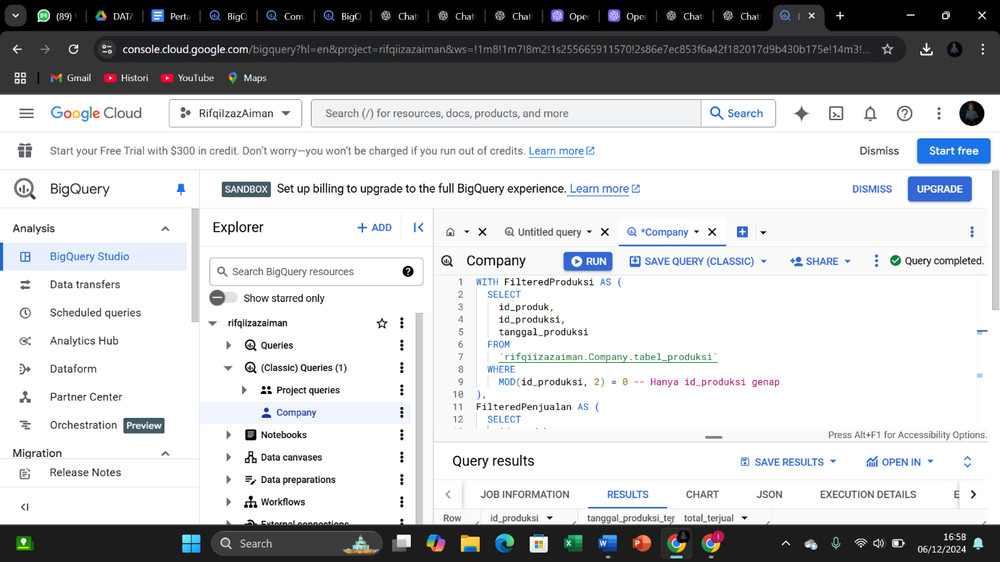 89 (89)
DATA
Perta
BigQ
Com
BigQ
Chat
Chat
Chat
Oper
Oper
Chat
Chat
console.cloud.google.com/bigquery?hl=en&project=rifqiizazaiman&ws=!1m8!1m7!8m2!1s255665911570!2s86e7ec853f6a42f182017d9b430b175e!14m3!...
Gmail Histori YouTube Maps
Google Cloud RifqiIzazAiman Search (/) for resources, docs, products, and more Search
Start your Free Trial with $300 in credit. Don't worry—you won't be charged if you run out of credits. Learn more Dismiss Start free
BigQuery
SANDBOX Set up billing to upgrade to the full BigQuery experience. Learn more DISMISS UPGRADE
Analysis
BigQuery Studio
Data transfers
Scheduled queries
Analytics Hub
Dataform
Partner Center
Orchestration Preview
Migration
Release Notes
Explorer + ADD
Search BigQuery resources
Show starred only
rifqiizazaiman
Queries
(Classic) Queries (1)
Project queries
Company
Notebooks
Data canvases
Data preparations
Workflows
External connections
Untitled query *Company
Company RUN SAVE QUERY (CLASSIC) SHARE Query completed.
1 WITH FilteredProduksi AS (
2 SELECT
3 id_produk,
4 id_produksi,
5 tanggal_produksi
6 FROM
7 `rifqiizazaiman.Company.tabel_produksi`
8 WHERE
9 MOD(id_produksi, 2) = 0 -- Hanya id_produksi genap
10 ),
11 FilteredPenjualan AS (
12 SELECT
Press Alt+F1 for Accessibility Options.
Query results SAVE RESULTS OPEN IN
JOB INFORMATION RESULTS CHART JSON EXECUTION DETAILS E
Row id_produksi tanggal_produksi_ter total_terjual
Search
16:58
06/12/2024